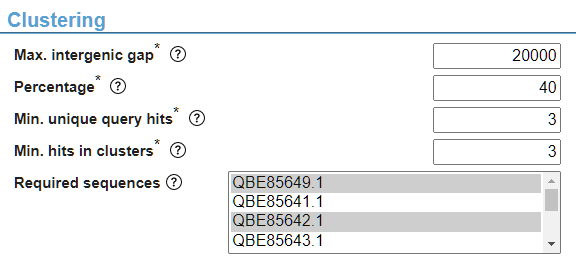 Clustering
Max. intergenic gap* ? 20000
Percentage* ? 40
Min. unique query hits* ? 3
Min. hits in clusters* ? 3
Required sequences ? QBE85649.1
QBE85641.1
QBE85642.1
QBE85643.1